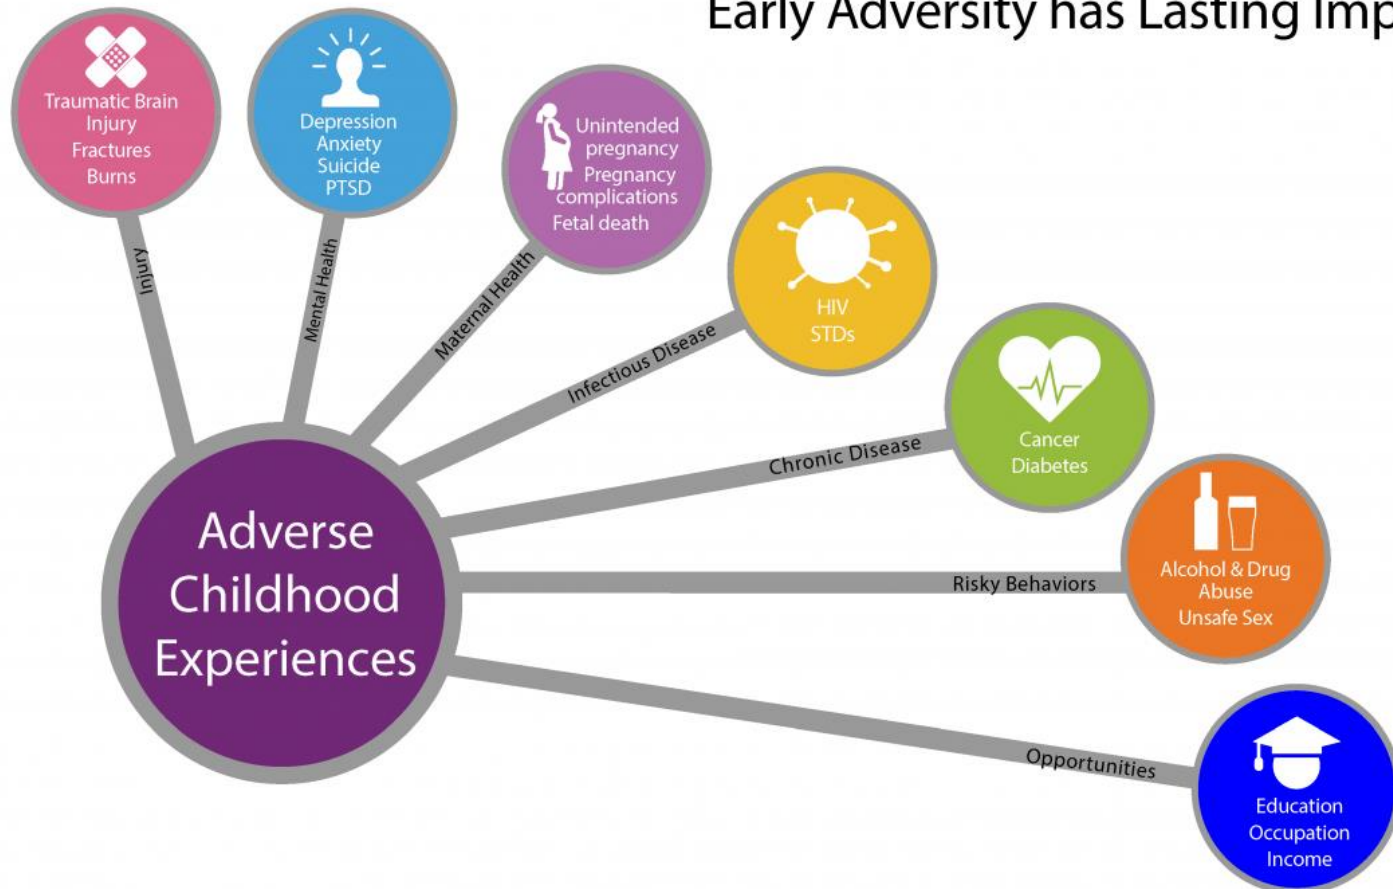 Early Adversity has Lasting Imp
Traumatic Brain
Injury
Fractures
Burns
Injury
Depression
Anxiety
Suicide
PTSD
Mental Health
Unintended
pregnancy
Pregnancy
complications
Fetal death
Maternal Health
HIV
STDs
Infectious Disease
Cancer
Diabetes
Chronic Disease
Alcohol & Drug
Abuse
Unsafe Sex
Risky Behaviors
Education
Occupation
Income
Opportunities
Adverse
Childhood
Experiences